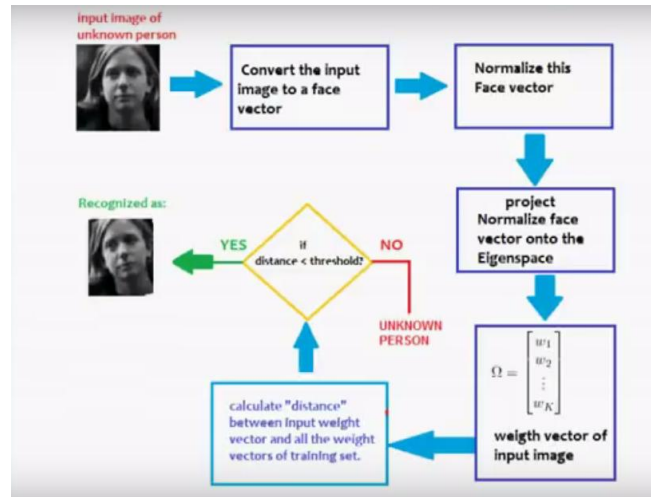 input image of
unknown person
Convert the input
image to a face
vector
Normalize this
Face vector
project
Normalize face
vector onto the
Eigenspace
Ω = [w₁ w₂ ⋮ w_K]
weigth vector of
input image
calculate "distance"
between input weight
vector and all the weight
vectors of training set.
if
distance < threshold?
YES
NO
UNKNOWN
PERSON
Recognized as: